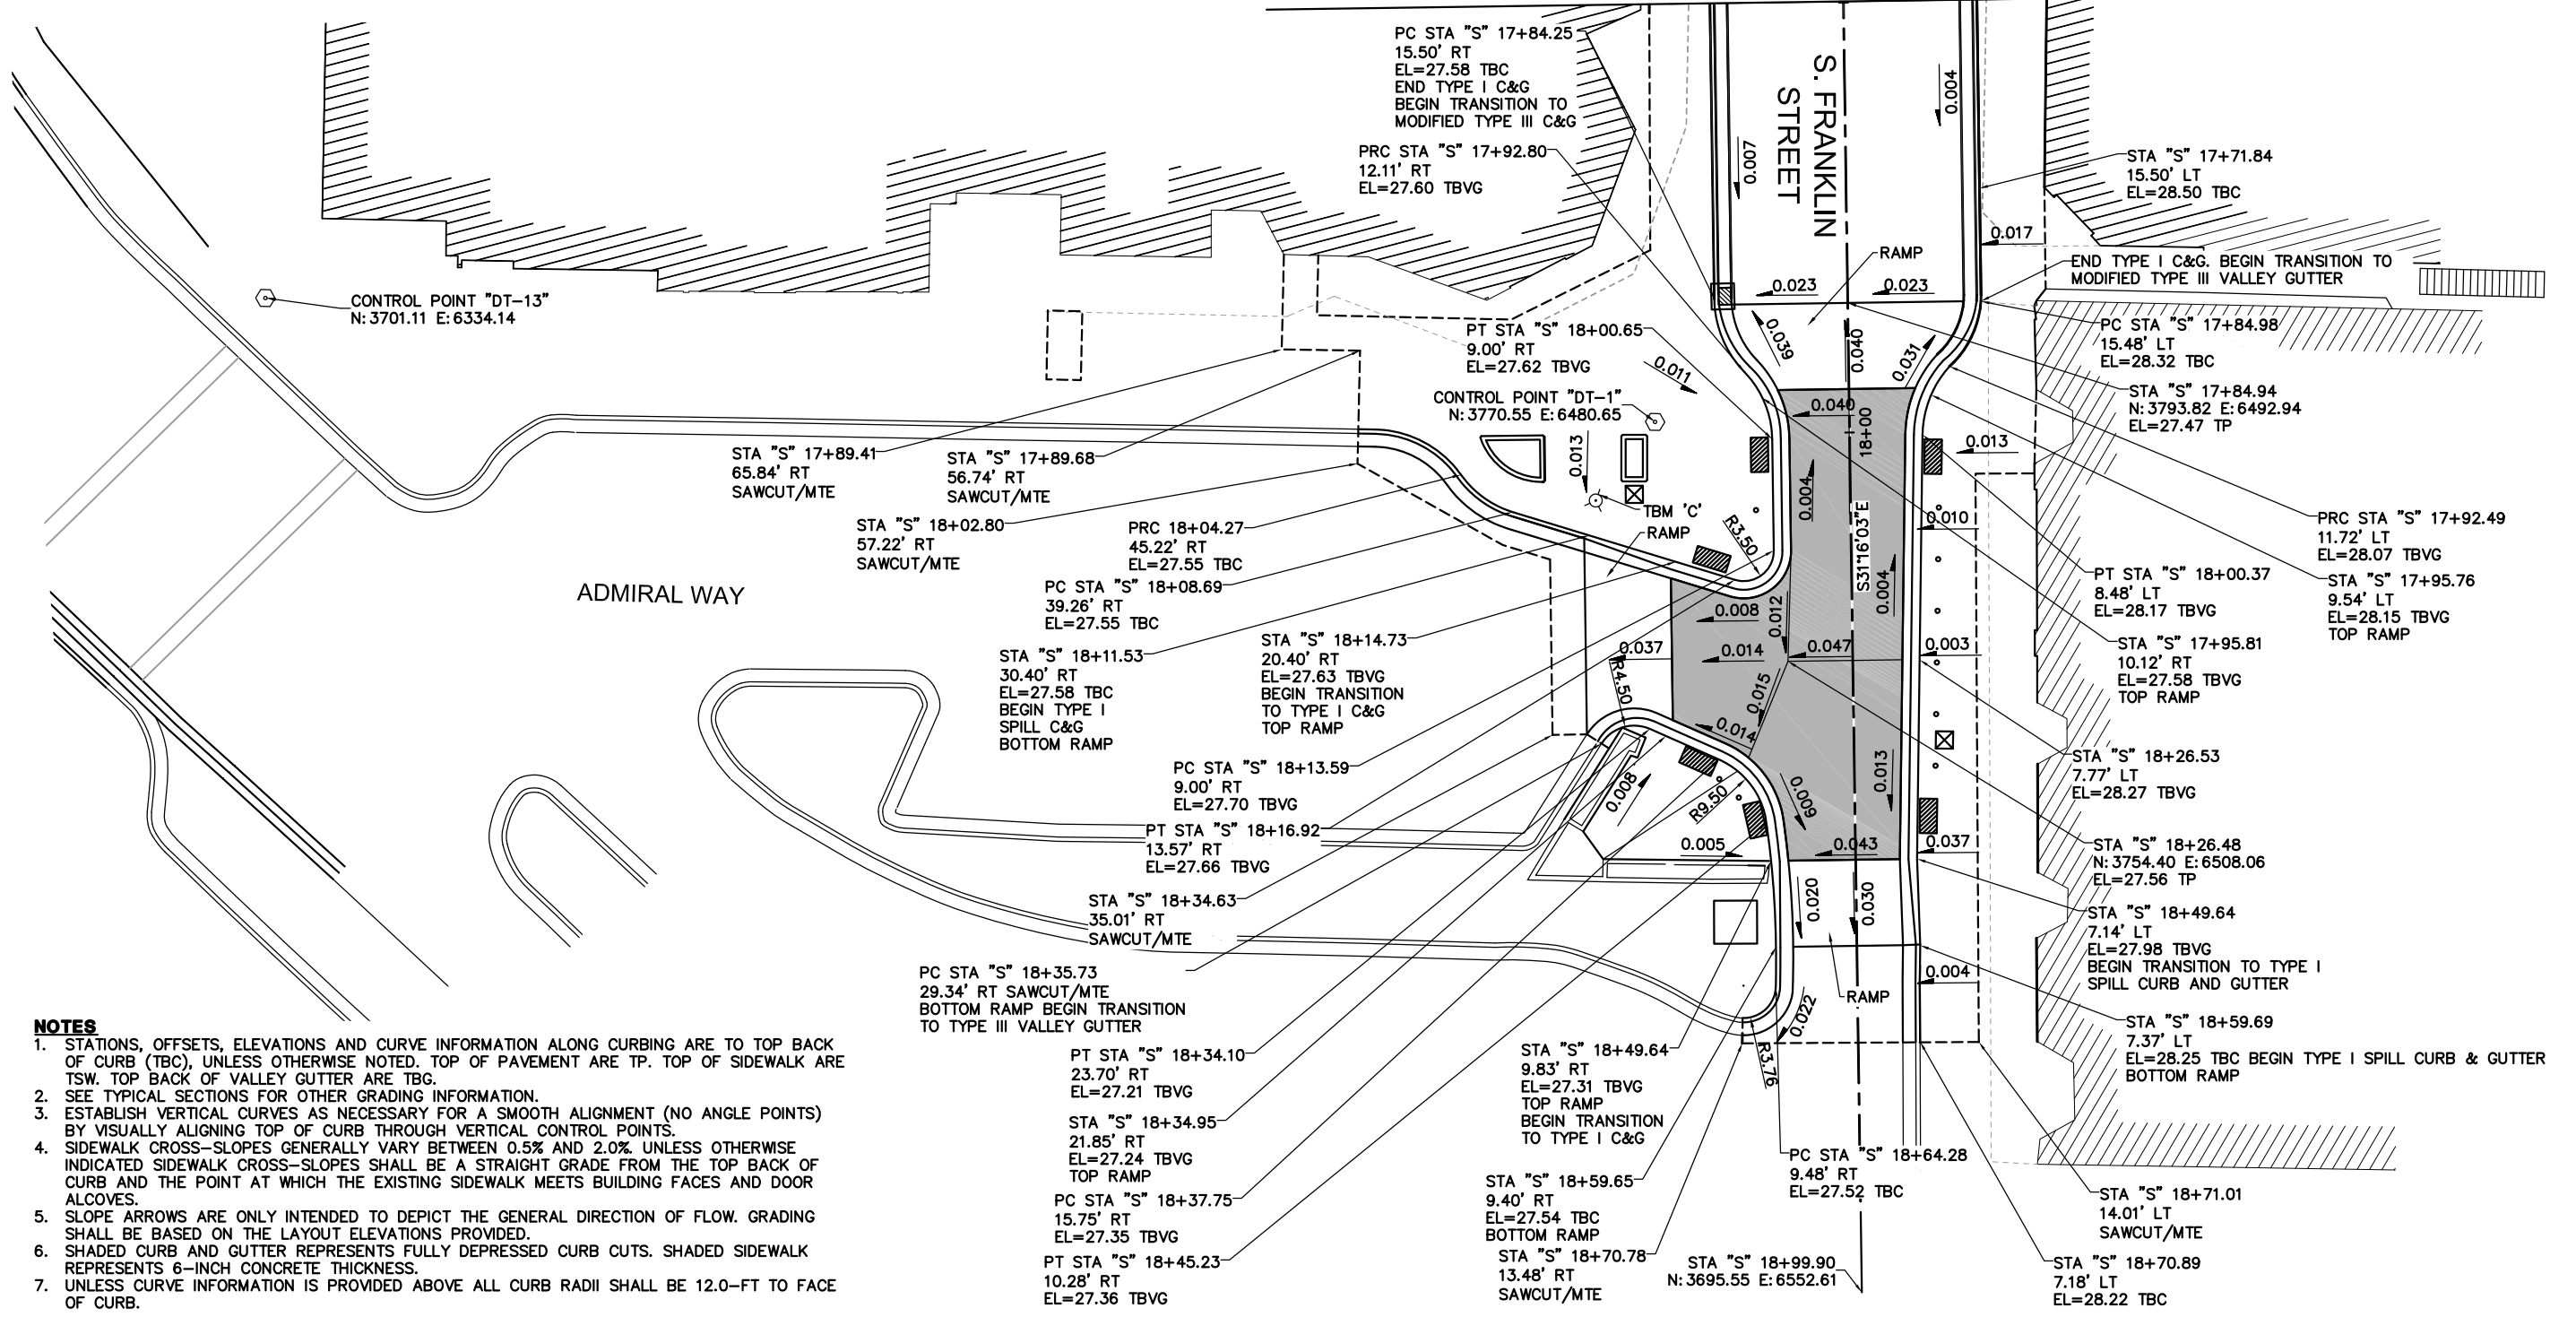 PC STA "S" 17+84.25
15.50' RT
EL=27.58 TBC
END TYPE I C&G
BEGIN TRANSITION TO
MODIFIED TYPE III C&G
PRC STA "S" 17+92.80
12.11' RT
EL=27.60 TBVG
S. FRANKLIN
STREET
0.004
0.007
STA "S" 17+71.84
15.50' LT
EL=28.50 TBC
0.017
RAMP
END TYPE I C&G. BEGIN TRANSITION TO
MODIFIED TYPE III VALLEY GUTTER
0.023
0.023
CONTROL POINT "DT-13"
N: 3701.11 E: 6334.14
PT STA "S" 18+00.65
9.00' RT
EL=27.62 TBVG
0.039
0.040
0.031
PC STA "S" 17+84.98
15.48' LT
EL=28.32 TBC
0.011
CONTROL POINT "DT-1"
N: 3770.55 E: 6480.65
STA "S" 17+84.94
N: 3793.82 E: 6492.94
EL=27.47 TP
0.040
18+00
0.013
0.013
STA "S" 17+89.41
65.84' RT
SAWCUT/MTE
STA "S" 17+89.68
56.74' RT
SAWCUT/MTE
0.004
TBM 'C'
RAMP
R3.50
S31°16'03"E
0.010
STA "S" 18+02.80
57.22' RT
SAWCUT/MTE
PRC 18+04.27
45.22' RT
EL=27.55 TBC
PRC STA "S" 17+92.49
11.72' LT
EL=28.07 TBVG
PC STA "S" 18+08.69
39.26' RT
EL=27.55 TBC
ADMIRAL WAY
0.004
PT STA "S" 18+00.37
8.48' LT
EL=28.17 TBVG
STA "S" 17+95.76
9.54' LT
EL=28.15 TBVG
TOP RAMP
0.008
0.012
STA "S" 18+11.53
30.40' RT
EL=27.58 TBC
BEGIN TYPE I
SPILL C&G
BOTTOM RAMP
STA "S" 18+14.73
20.40' RT
EL=27.63 TBVG
BEGIN TRANSITION
TO TYPE I C&G
TOP RAMP
0.037
0.014
0.047
0.003
STA "S" 17+95.81
10.12' RT
EL=27.58 TBVG
TOP RAMP
R4.50
0.015
0.014
PC STA "S" 18+13.59
9.00' RT
EL=27.70 TBVG
STA "S" 18+26.53
7.77' LT
EL=28.27 TBVG
0.008
R9.50
0.009
0.013
PT STA "S" 18+16.92
13.57' RT
EL=27.66 TBVG
0.005
0.043
0.037
STA "S" 18+26.48
N: 3754.40 E: 6508.06
EL=27.56 TP
STA "S" 18+34.63
35.01' RT
SAWCUT/MTE
0.020
0.030
STA "S" 18+49.64
7.14' LT
EL=27.98 TBVG
BEGIN TRANSITION TO TYPE I
SPILL CURB AND GUTTER
PC STA "S" 18+35.73
29.34' RT SAWCUT/MTE
BOTTOM RAMP BEGIN TRANSITION
TO TYPE III VALLEY GUTTER
0.004
RAMP
0.022
R3.76
STA "S" 18+59.69
7.37' LT
EL=28.25 TBC BEGIN TYPE I SPILL CURB & GUTTER
BOTTOM RAMP
PT STA "S" 18+34.10
23.70' RT
EL=27.21 TBVG
STA "S" 18+49.64
9.83' RT
EL=27.31 TBVG
TOP RAMP
BEGIN TRANSITION
TO TYPE I C&G
STA "S" 18+34.95
21.85' RT
EL=27.24 TBVG
TOP RAMP
PC STA "S" 18+64.28
9.48' RT
EL=27.52 TBC
STA "S" 18+59.65
9.40' RT
EL=27.54 TBC
BOTTOM RAMP
PC STA "S" 18+37.75
15.75' RT
EL=27.35 TBVG
STA "S" 18+71.01
14.01' LT
SAWCUT/MTE
STA "S" 18+70.78
13.48' RT
SAWCUT/MTE
STA "S" 18+99.90
N: 3695.55 E: 6552.61
PT STA "S" 18+45.23
10.28' RT
EL=27.36 TBVG
STA "S" 18+70.89
7.18' LT
EL=28.22 TBC
NOTES
1. STATIONS, OFFSETS, ELEVATIONS AND CURVE INFORMATION ALONG CURBING ARE TO TOP BACK
OF CURB (TBC), UNLESS OTHERWISE NOTED. TOP OF PAVEMENT ARE TP. TOP OF SIDEWALK ARE
TSW. TOP BACK OF VALLEY GUTTER ARE TBG.
2. SEE TYPICAL SECTIONS FOR OTHER GRADING INFORMATION.
3. ESTABLISH VERTICAL CURVES AS NECESSARY FOR A SMOOTH ALIGNMENT (NO ANGLE POINTS)
BY VISUALLY ALIGNING TOP OF CURB THROUGH VERTICAL CONTROL POINTS.
4. SIDEWALK CROSS-SLOPES GENERALLY VARY BETWEEN 0.5% AND 2.0%. UNLESS OTHERWISE
INDICATED SIDEWALK CROSS-SLOPES SHALL BE A STRAIGHT GRADE FROM THE TOP BACK OF
CURB AND THE POINT AT WHICH THE EXISTING SIDEWALK MEETS BUILDING FACES AND DOOR
ALCOVES.
5. SLOPE ARROWS ARE ONLY INTENDED TO DEPICT THE GENERAL DIRECTION OF FLOW. GRADING
SHALL BE BASED ON THE LAYOUT ELEVATIONS PROVIDED.
6. SHADED CURB AND GUTTER REPRESENTS FULLY DEPRESSED CURB CUTS. SHADED SIDEWALK
REPRESENTS 6-INCH CONCRETE THICKNESS.
7. UNLESS CURVE INFORMATION IS PROVIDED ABOVE ALL CURB RADII SHALL BE 12.0-FT TO FACE
OF CURB.